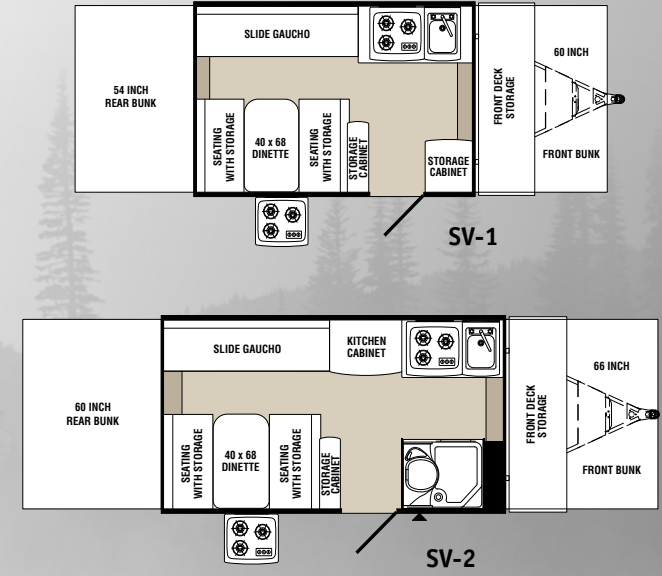 SLIDE GAUCHO
54 INCH
REAR BUNK
SEATING
WITH STORAGE
40 x 68
DINETTE
SEATING
WITH STORAGE
STORAGE
CABINET
STORAGE
CABINET
FRONT DECK
STORAGE
60 INCH
FRONT BUNK
SV-1
SLIDE GAUCHO
KITCHEN
CABINET
60 INCH
REAR BUNK
SEATING
WITH STORAGE
40 x 68
DINETTE
SEATING
WITH STORAGE
STORAGE
CABINET
FRONT DECK
STORAGE
66 INCH
FRONT BUNK
SV-2